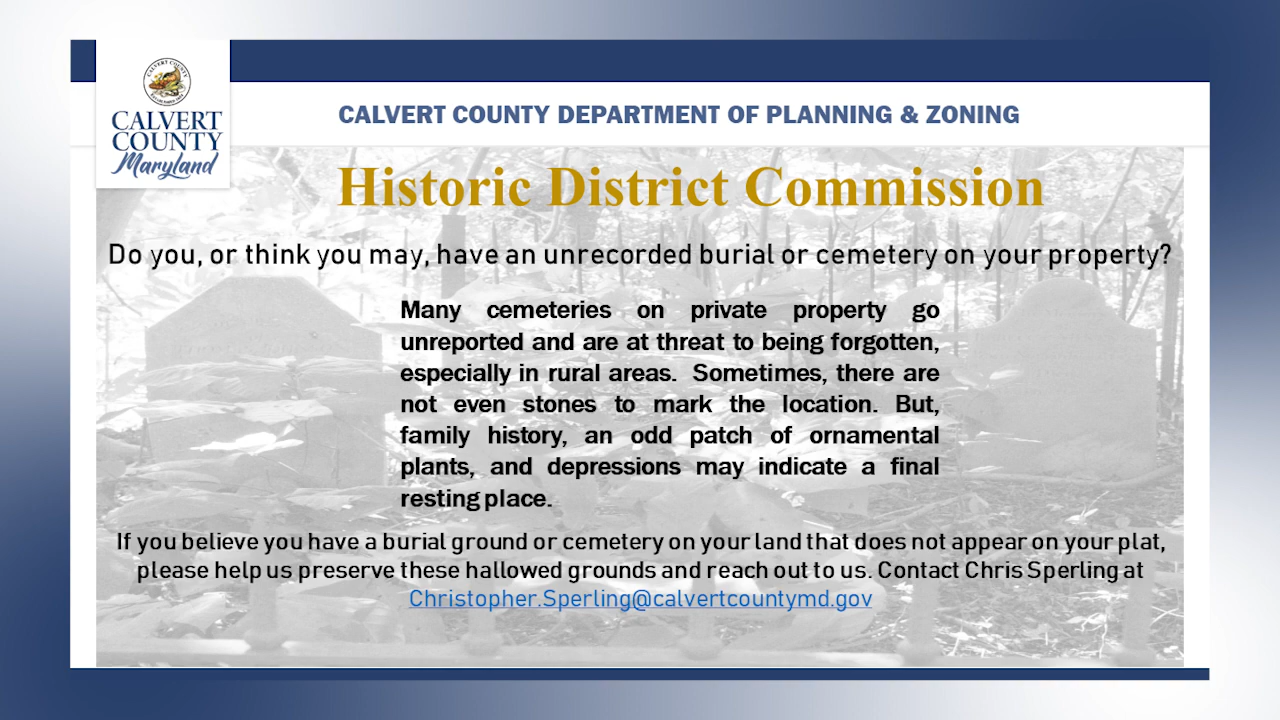 CALVERT COUNTY
CALVERT
COUNTY
Maryland
CALVERT COUNTY DEPARTMENT OF PLANNING & ZONING
Historic District Commission
Do you, or think you may, have an unrecorded burial or cemetery on your property?
Many cemeteries on private property go
unreported and are at threat to being forgotten,
especially in rural areas. Sometimes, there are
not even stones to mark the location. But,
family history, an odd patch of ornamental
plants, and depressions may indicate a final
resting place.
If you believe you have a burial ground or cemetery on your land that does not appear on your plat,
please help us preserve these hallowed grounds and reach out to us. Contact Chris Sperling at
Christopher.Sperling@calvertcountymd.gov